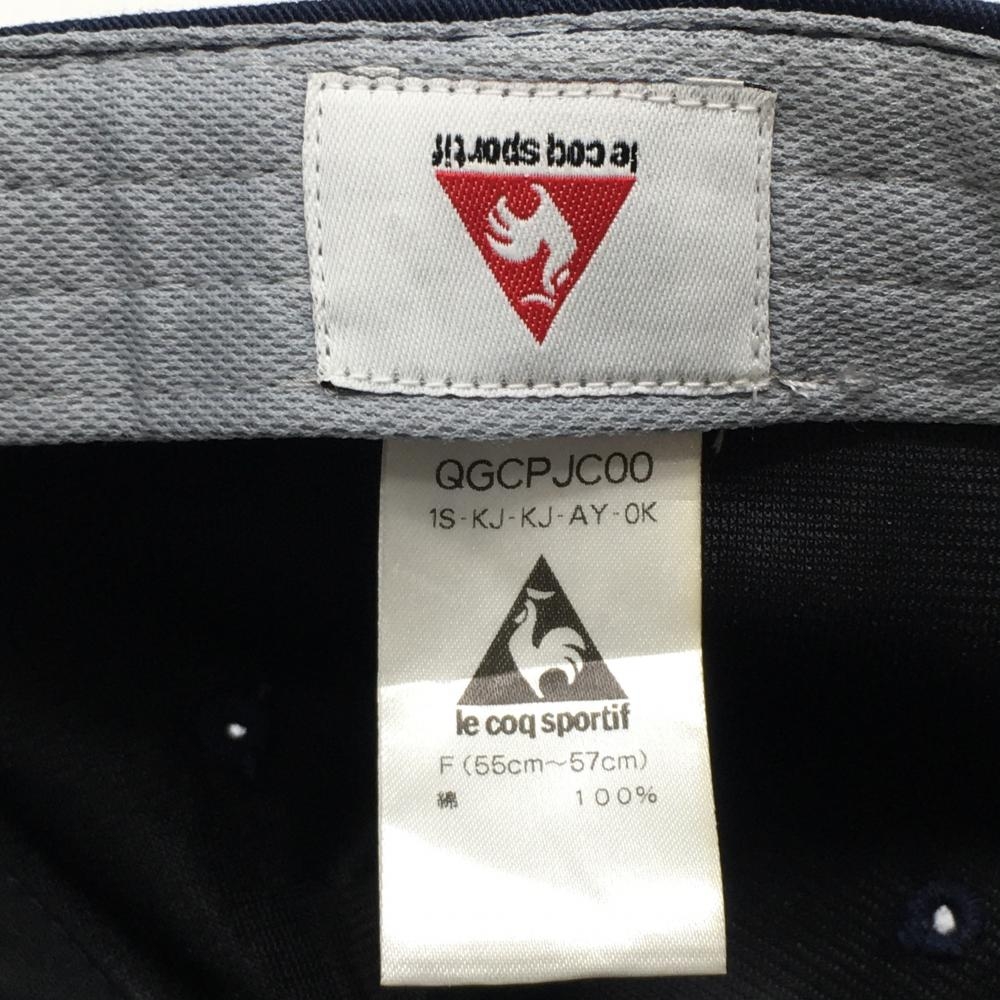 le coq sportif
QGCPJC00
1S-KJ-KJ-AY-0K
le coq sportif
F(55cm~57cm)
綿 100%